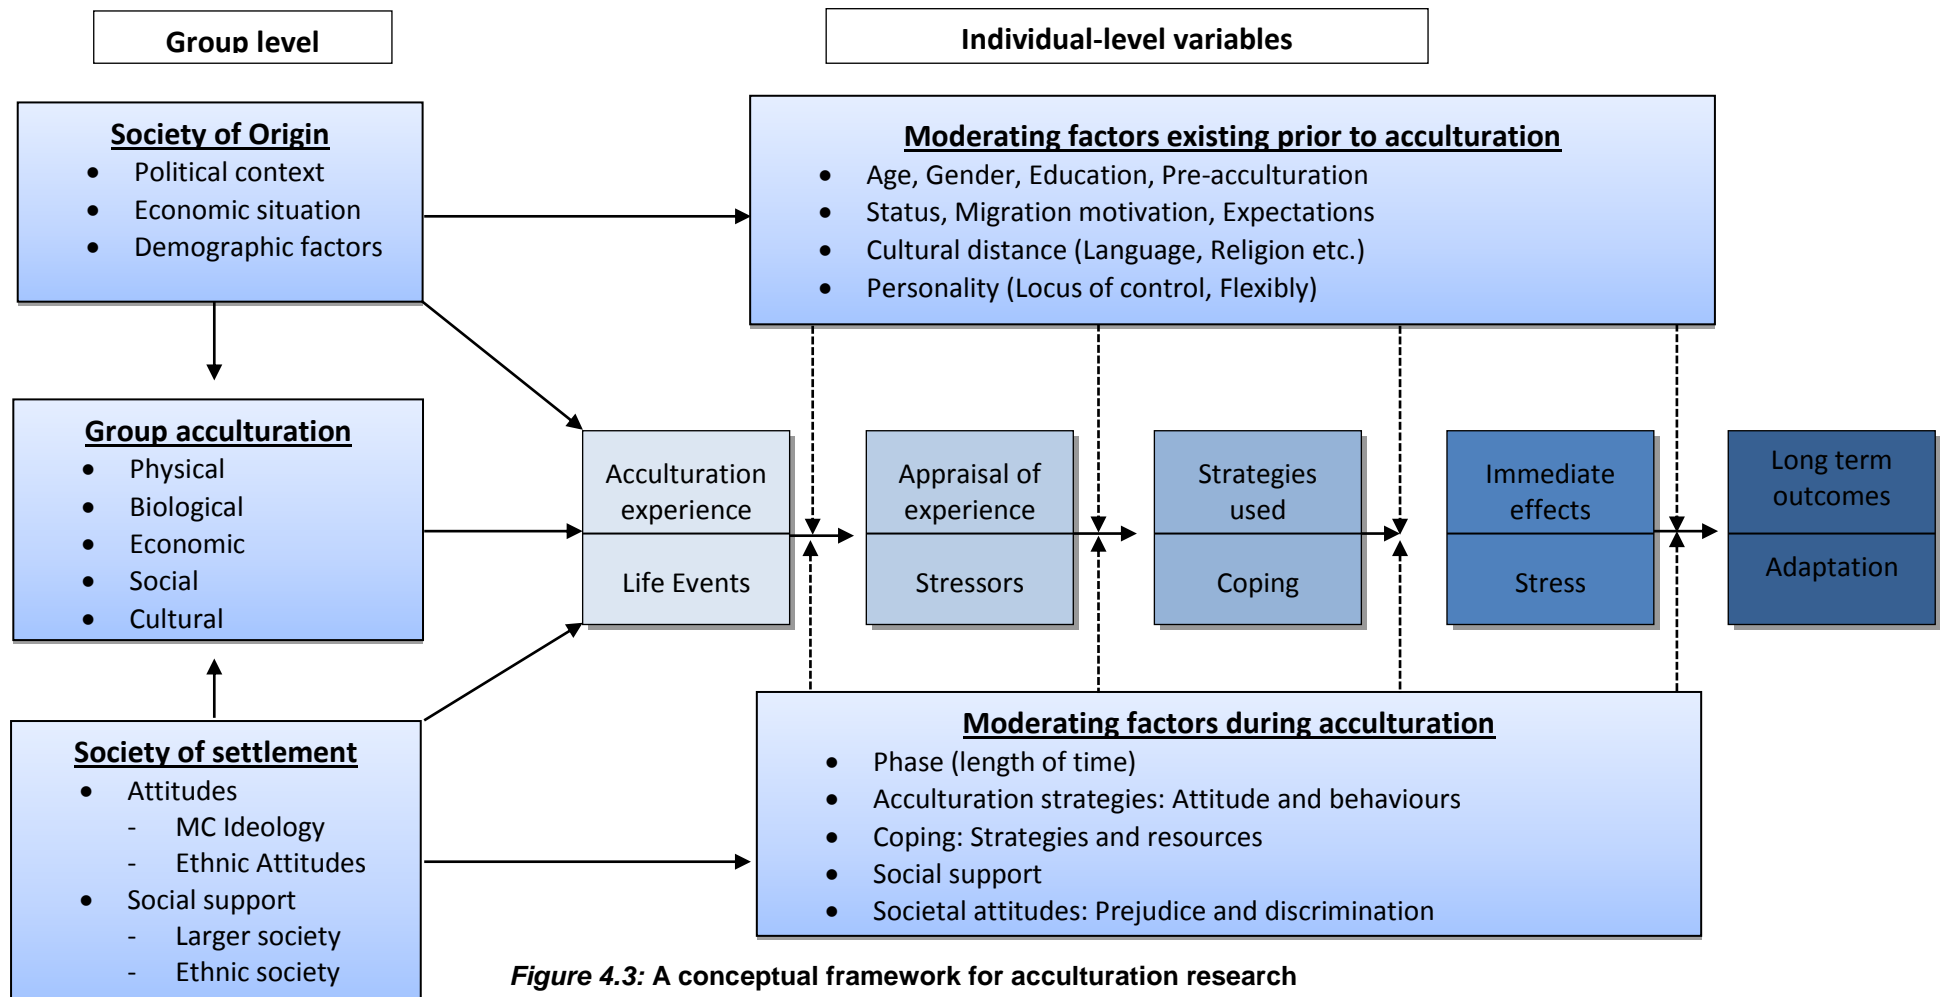 Group level
Individual-level variables
Society of Origin
• Political context
• Economic situation
• Demographic factors
Moderating factors existing prior to acculturation
• Age, Gender, Education, Pre-acculturation
• Status, Migration motivation, Expectations
• Cultural distance (Language, Religion etc.)
• Personality (Locus of control, Flexibly)
Group acculturation
• Physical
• Biological
• Economic
• Social
• Cultural
Acculturation
experience
Life Events
Appraisal of
experience
Stressors
Strategies
used
Coping
Immediate
effects
Stress
Long term
outcomes
Adaptation
Society of settlement
• Attitudes
- MC Ideology
- Ethnic Attitudes
• Social support
- Larger society
- Ethnic society
Moderating factors during acculturation
• Phase (length of time)
• Acculturation strategies: Attitude and behaviours
• Coping: Strategies and resources
• Social support
• Societal attitudes: Prejudice and discrimination
Figure 4.3: A conceptual framework for acculturation research